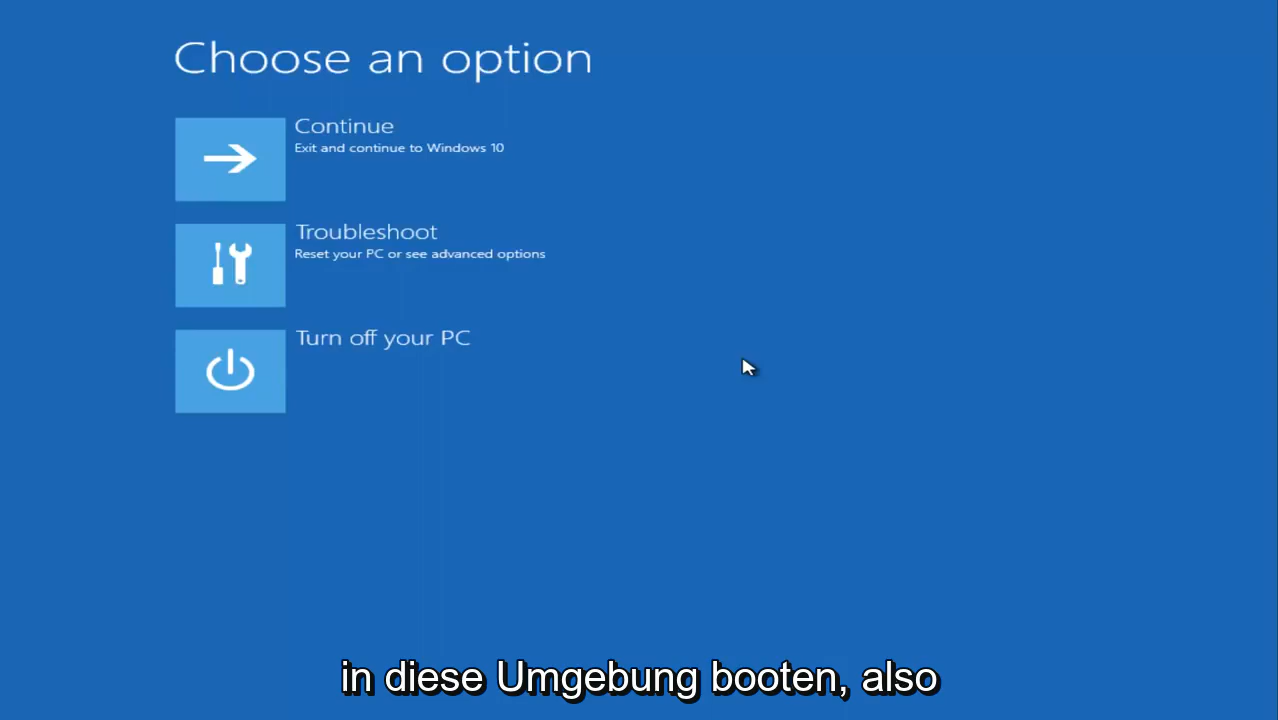 Choose an option
Continue
Exit and continue to Windows 10
Troubleshoot
Reset your PC or see advanced options
Turn off your PC
in diese Umgebung booten, also